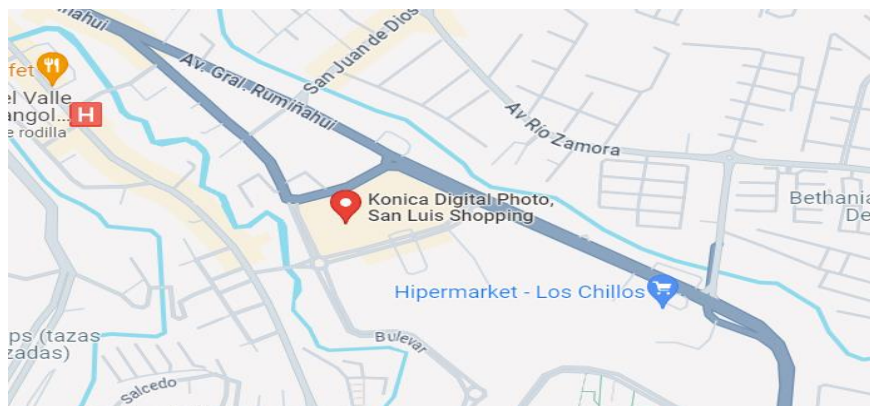 fet
el Valle
angol...
H
e rodilla
San Juan de Dios
Av. Gral. Rumiñahui
Av Río Zamora
Konica Digital Photo,
San Luis Shopping
Bethania
De
Hipermarket - Los Chillos
ps (tazas
zadas)
Bulevar
Salcedo